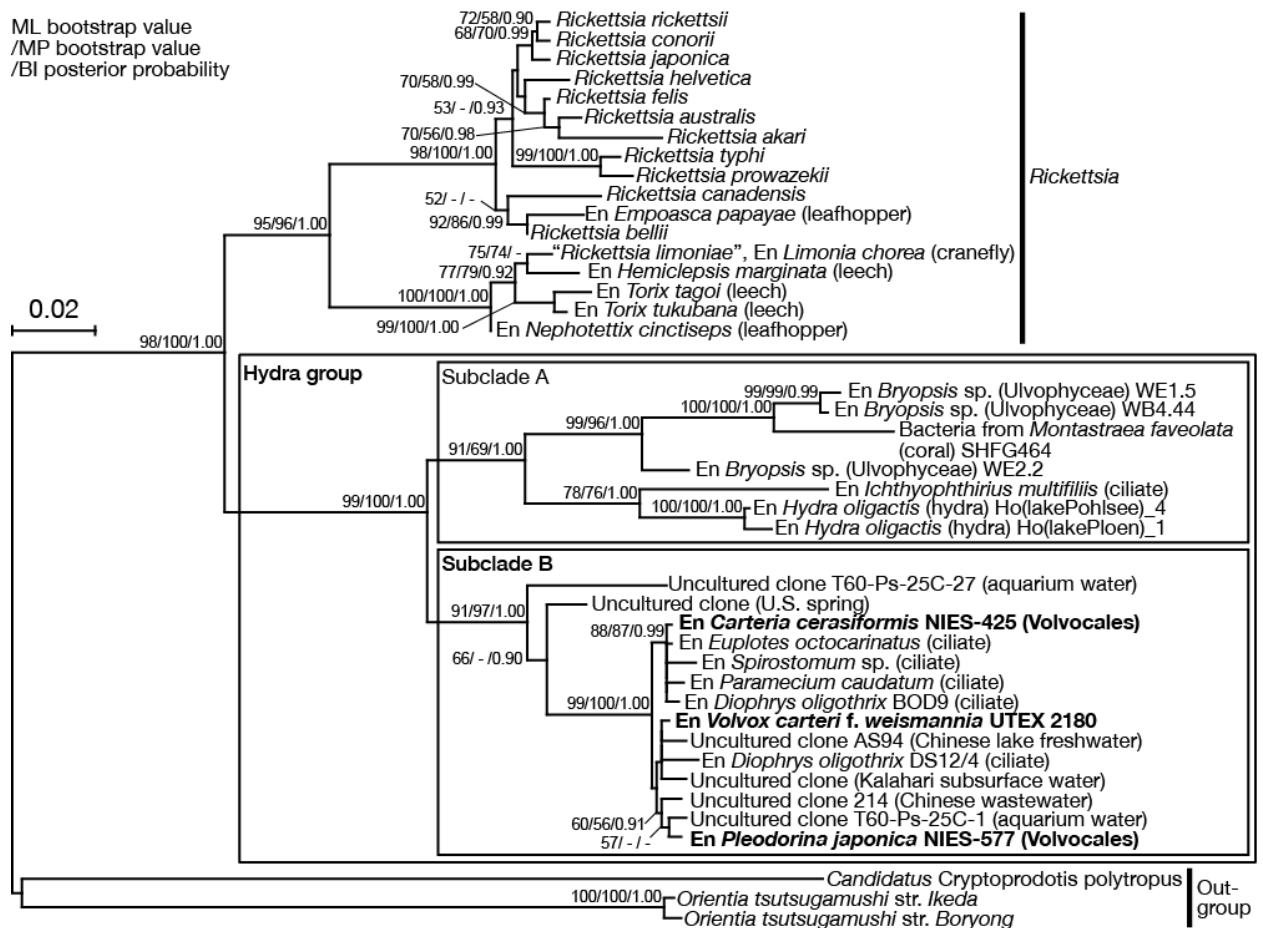 ML bootstrap value
/MP bootstrap value
/BI posterior probability
72/58/0.90
Rickettsia rickettsii
68/70/0.99
Rickettsia conorii
Rickettsia japonica
70/58/0.99
Rickettsia helvetica
Rickettsia felis
53/ - /0.93
Rickettsia australis
70/56/0.98
Rickettsia akari
98/100/1.00
99/100/1.00
Rickettsia typhi
Rickettsia prowazekii
Rickettsia
52/ - / -
Rickettsia canadensis
92/86/0.99
En Empoasca papayae (leafhopper)
Rickettsia bellii
95/96/1.00
75/74/ -
“Rickettsia limoniae”, En Limonia chorea (cranefly)
77/79/0.92
En Hemiclepsis marginata (leech)
100/100/1.00
En Torix tagoi (leech)
En Torix tukubana (leech)
99/100/1.00
En Nephotettix cinctiseps (leafhopper)
0.02
98/100/1.00
Hydra group
Subclade A
99/99/0.99
En Bryopsis sp. (Ulvophyceae) WE1.5
100/100/1.00
En Bryopsis sp. (Ulvophyceae) WB4.44
99/96/1.00
Bacteria from Montastraea faveolata
(coral) SHFG464
91/69/1.00
En Bryopsis sp. (Ulvophyceae) WE2.2
78/76/1.00
En Ichthyophthirius multifiliis (ciliate)
99/100/1.00
100/100/1.00
En Hydra oligactis (hydra) Ho(lakePohlsee)_4
En Hydra oligactis (hydra) Ho(lakePloen)_1
Subclade B
Uncultured clone T60-Ps-25C-27 (aquarium water)
91/97/1.00
Uncultured clone (U.S. spring)
88/87/0.99
En Carteria cerasiformis NIES-425 (Volvocales)
En Euplotes octocarinatus (ciliate)
66/ - /0.90
En Spirostomum sp. (ciliate)
En Paramecium caudatum (ciliate)
99/100/1.00
En Diophrys oligothrix BOD9 (ciliate)
En Volvox carteri f. weismannia UTEX 2180
Uncultured clone AS94 (Chinese lake freshwater)
En Diophrys oligothrix DS12/4 (ciliate)
Uncultured clone (Kalahari subsurface water)
Uncultured clone 214 (Chinese wastewater)
60/56/0.91
Uncultured clone T60-Ps-25C-1 (aquarium water)
57/ - / -
En Pleodorina japonica NIES-577 (Volvocales)
Candidatus Cryptoprodotis polytropus
100/100/1.00
Orientia tsutsugamushi str. Ikeda
Orientia tsutsugamushi str. Boryong
Out-
group